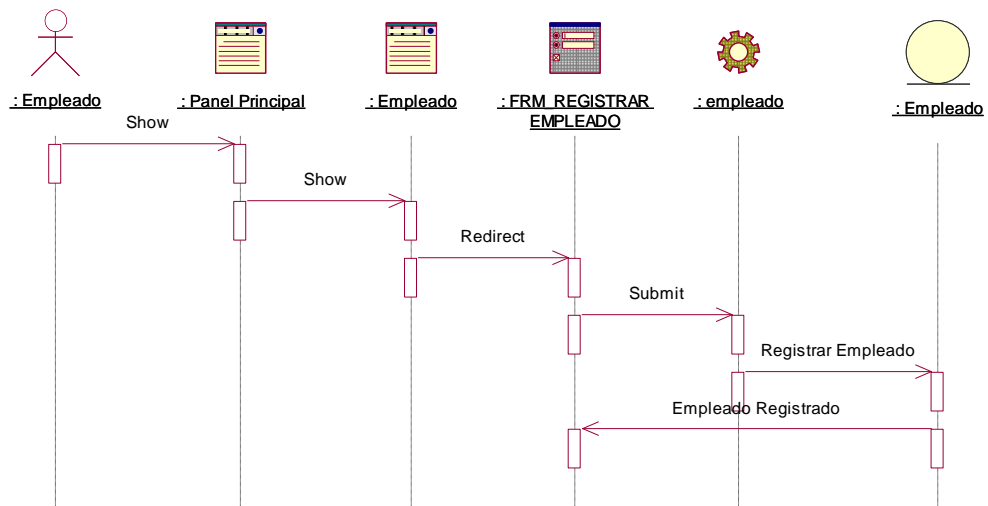 : Empleado
: Panel Principal
: Empleado
: FRM_REGISTRAR
EMPLEADO
: empleado
: Empleado
Show
Show
Redirect
Submit
Registrar Empleado
Empleado Registrado